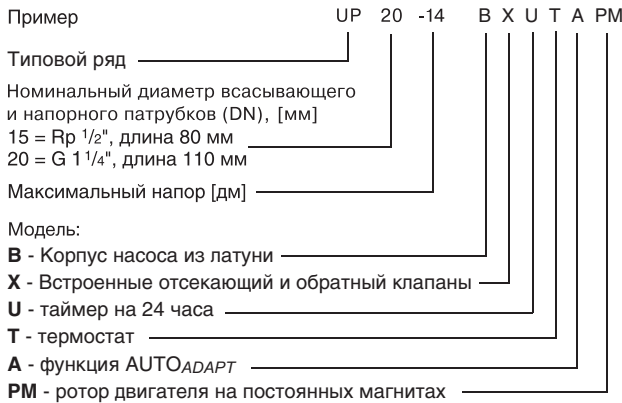 Пример UP 20 -14 B X U T A PM
Типовой ряд
Номинальный диаметр всасывающего
и напорного патрубков (DN), [мм]
15 = Rp 1/2", длина 80 мм
20 = G 1 1/4", длина 110 мм
Максимальный напор [дм]
Модель:
B - Корпус насоса из латуни
X - Встроенные отсекающий и обратный клапаны
U - таймер на 24 часа
T - термостат
A - функция AUTOADAPT
PM - ротор двигателя на постоянных магнитах